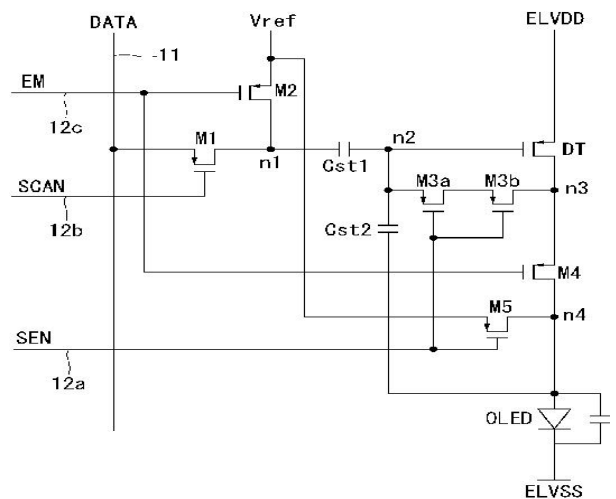 DATA
Vref
ELVDD
11
EM
M2
12c
M1
n1
n2
Cst1
DT
M3a
M3b
n3
SCAN
12b
Cst2
M4
M5
n4
SEN
12a
OLED
ELVSS